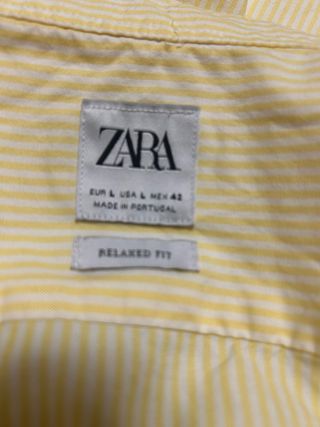 ZARA
EUR L USA L MEX 42
MADE IN PORTUGAL
RELAXED FIT